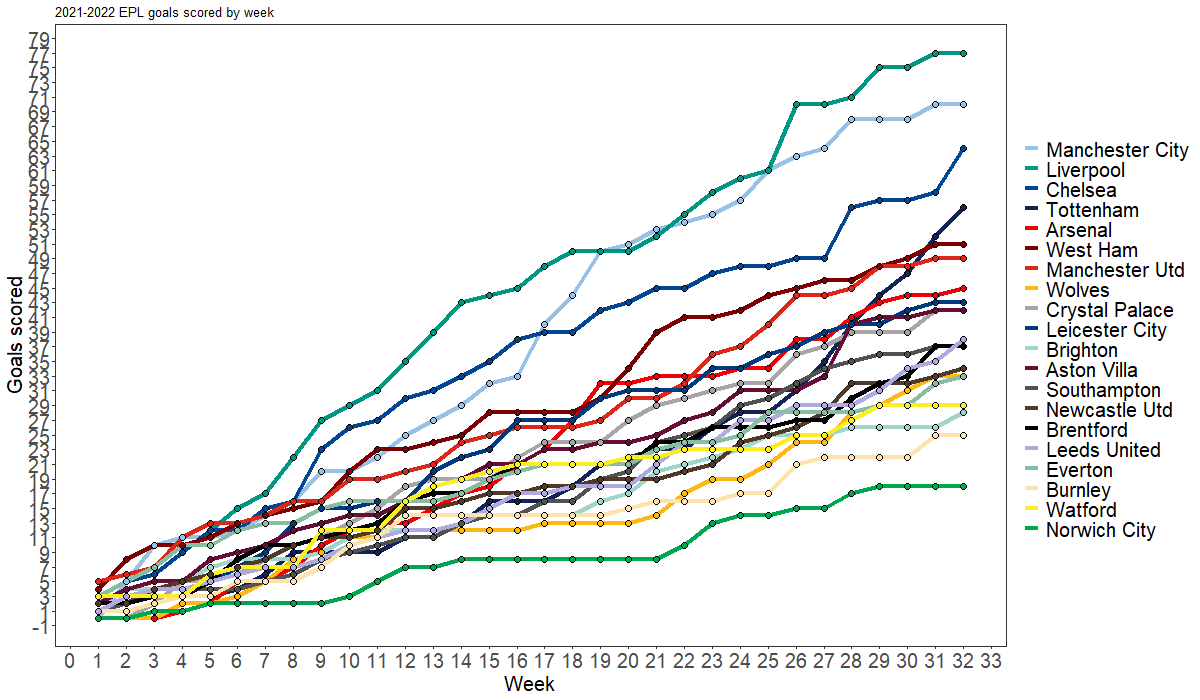 2021-2022 EPL goals scored by week
79
77
75
73
71
69
67
65
63
61
59
57
55
53
51
49
47
45
43
41
39
37
35
33
31
29
27
25
23
21
19
17
15
13
11
9
7
5
3
1
-1
Goals scored
0 1 2 3 4 5 6 7 8 9 10 11 12 13 14 15 16 17 18 19 20 21 22 23 24 25 26 27 28 29 30 31 32 33
Week
Manchester City
Liverpool
Chelsea
Tottenham
Arsenal
West Ham
Manchester Utd
Wolves
Crystal Palace
Leicester City
Brighton
Aston Villa
Southampton
Newcastle Utd
Brentford
Leeds United
Everton
Burnley
Watford
Norwich City